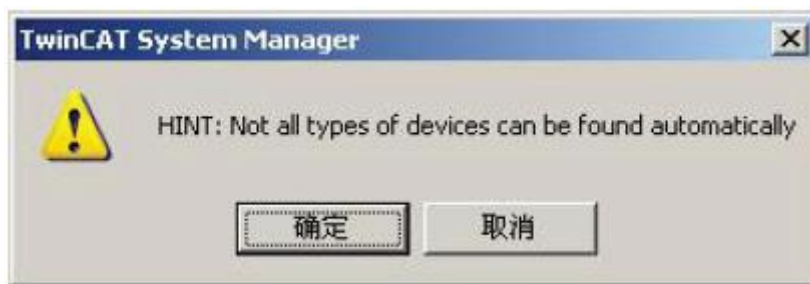 TwinCAT System Manager
HINT: Not all types of devices can be found automatically
确定 取消